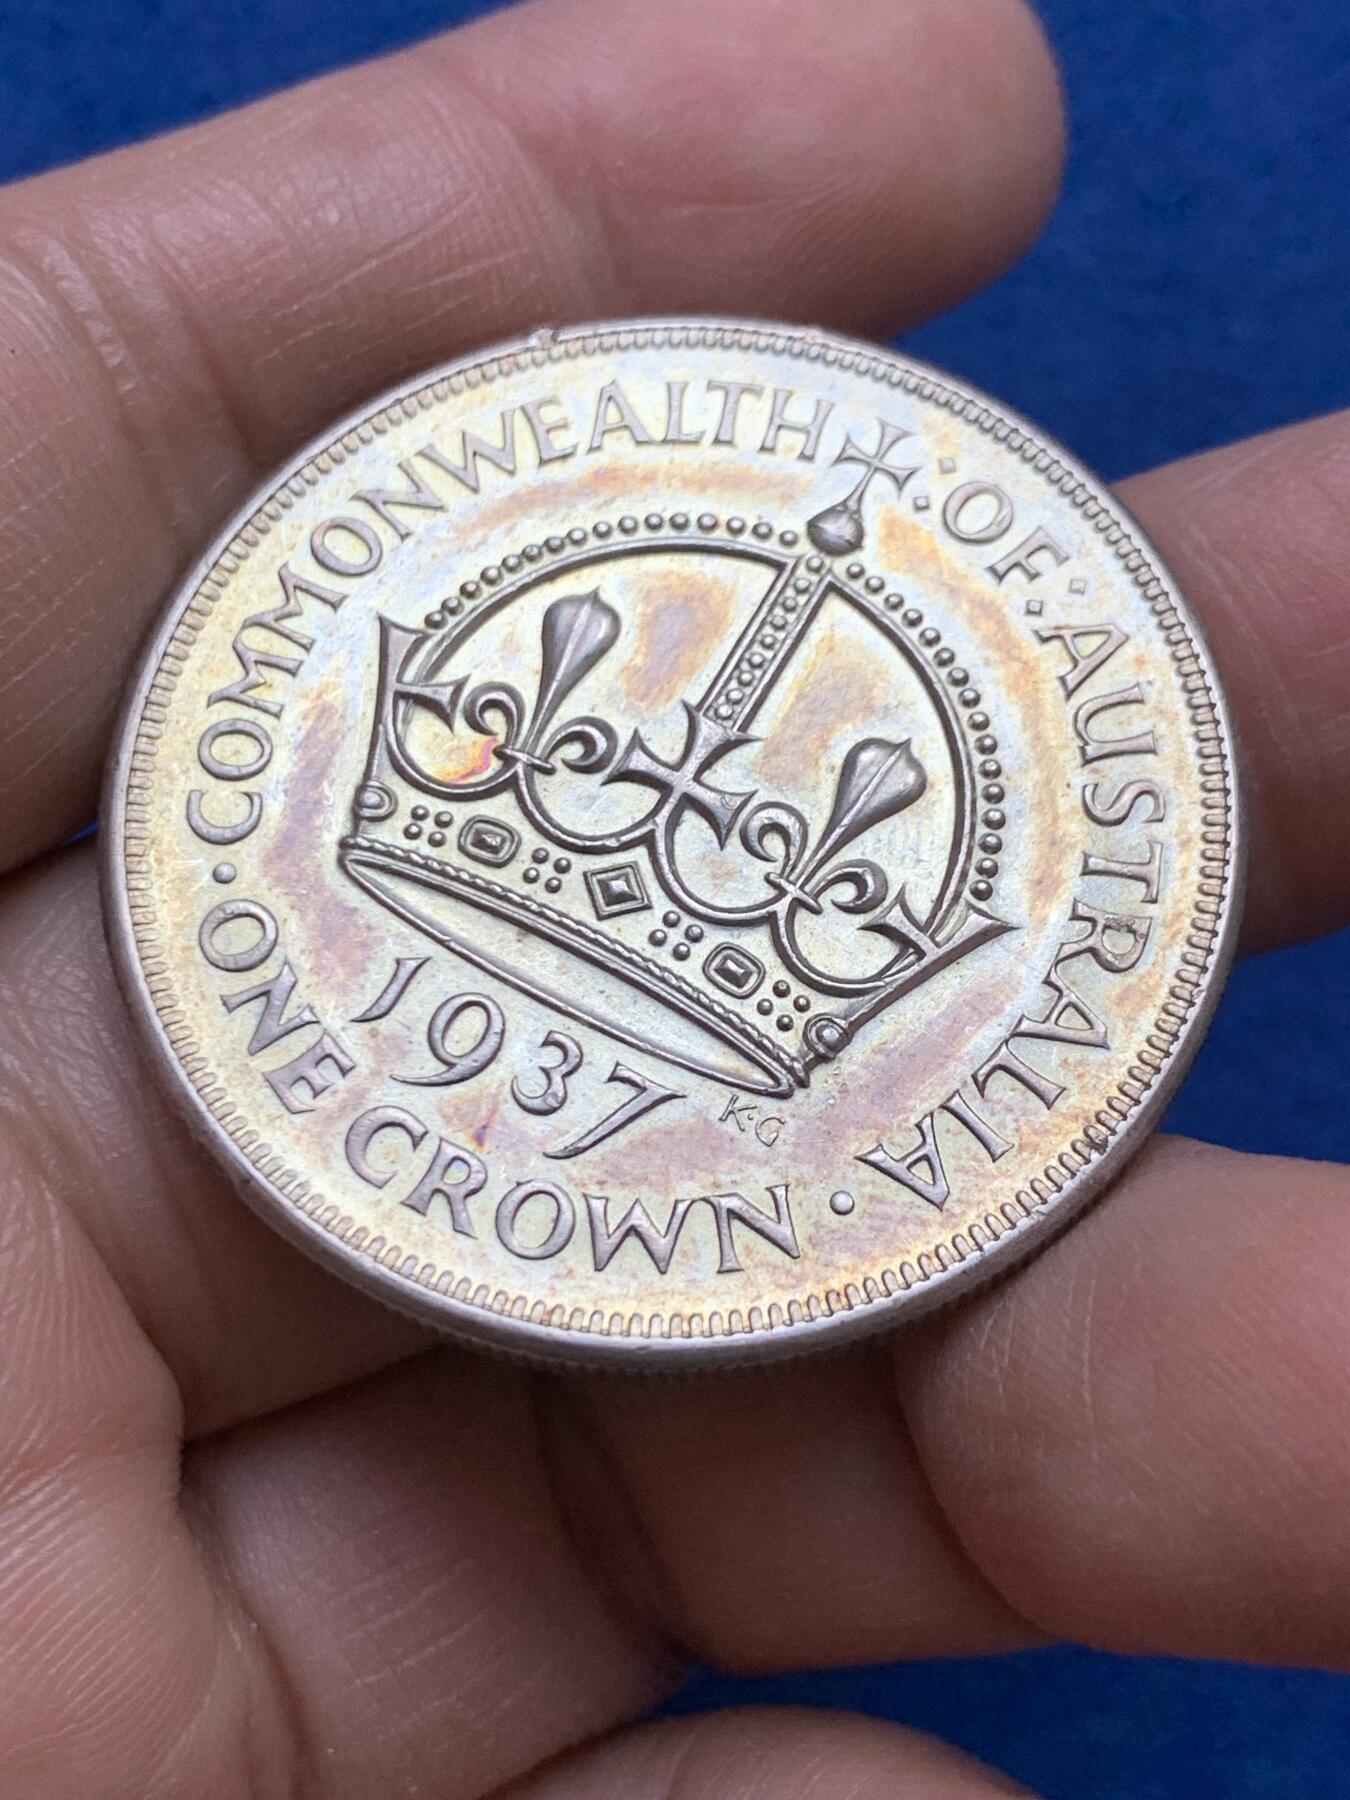 ·COMMONWEALTH·:·OF·:·AUSTRALIA·
1937
K·G
ONE CROWN